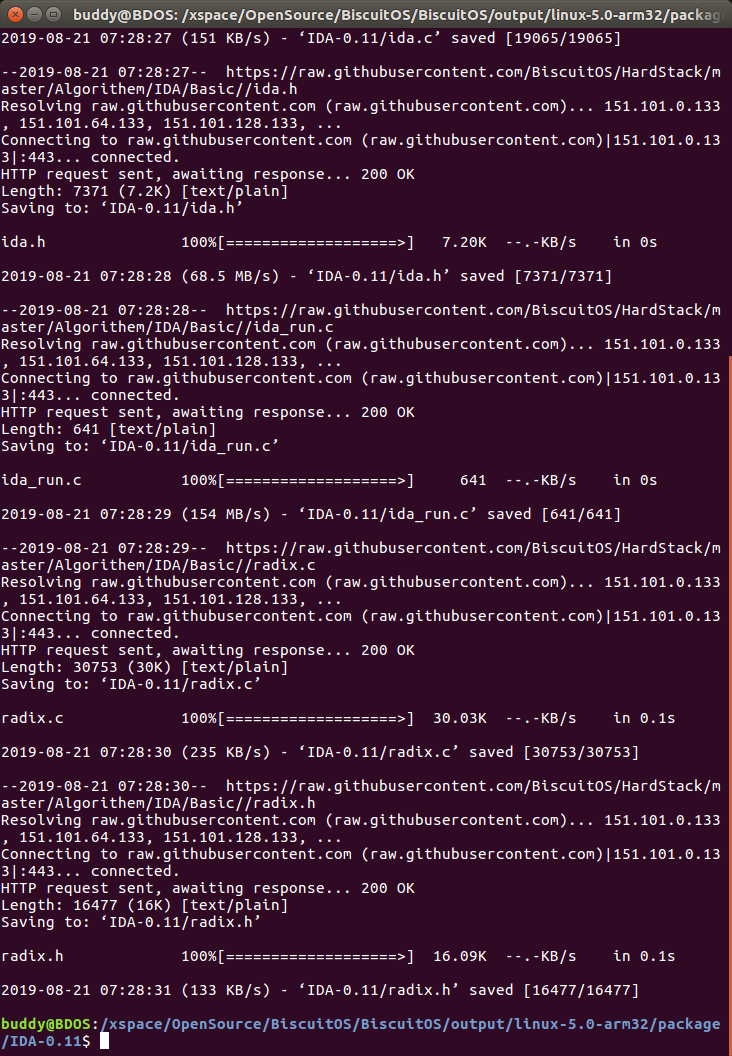 buddy@BDOS: /xspace/OpenSource/BiscuitOS/BiscuitOS/output/linux-5.0-arm32/package
2019-08-21 07:28:27 (151 KB/s) - ‘IDA-0.11/ida.c’ saved [19065/19065]
--2019-08-21 07:28:27--  https://raw.githubusercontent.com/BiscuitOS/HardStack/m
aster/Algorithem/IDA/Basic//ida.h
Resolving raw.githubusercontent.com (raw.githubusercontent.com)... 151.101.0.133
, 151.101.64.133, 151.101.128.133, ...
Connecting to raw.githubusercontent.com (raw.githubusercontent.com)|151.101.0.13
3|:443... connected.
HTTP request sent, awaiting response... 200 OK
Length: 7371 (7.2K) [text/plain]
Saving to: ‘IDA-0.11/ida.h’
ida.h               100%[===================>]   7.20K  --.-KB/s    in 0s
2019-08-21 07:28:28 (68.5 MB/s) - ‘IDA-0.11/ida.h’ saved [7371/7371]
--2019-08-21 07:28:28--  https://raw.githubusercontent.com/BiscuitOS/HardStack/m
aster/Algorithem/IDA/Basic//ida_run.c
Resolving raw.githubusercontent.com (raw.githubusercontent.com)... 151.101.0.133
, 151.101.64.133, 151.101.128.133, ...
Connecting to raw.githubusercontent.com (raw.githubusercontent.com)|151.101.0.13
3|:443... connected.
HTTP request sent, awaiting response... 200 OK
Length: 641 [text/plain]
Saving to: ‘IDA-0.11/ida_run.c’
ida_run.c           100%[===================>]     641  --.-KB/s    in 0s
2019-08-21 07:28:29 (154 MB/s) - ‘IDA-0.11/ida_run.c’ saved [641/641]
--2019-08-21 07:28:29--  https://raw.githubusercontent.com/BiscuitOS/HardStack/m
aster/Algorithem/IDA/Basic//radix.c
Resolving raw.githubusercontent.com (raw.githubusercontent.com)... 151.101.0.133
, 151.101.64.133, 151.101.128.133, ...
Connecting to raw.githubusercontent.com (raw.githubusercontent.com)|151.101.0.13
3|:443... connected.
HTTP request sent, awaiting response... 200 OK
Length: 30753 (30K) [text/plain]
Saving to: ‘IDA-0.11/radix.c’
radix.c             100%[===================>]  30.03K  --.-KB/s    in 0.1s
2019-08-21 07:28:30 (235 KB/s) - ‘IDA-0.11/radix.c’ saved [30753/30753]
--2019-08-21 07:28:30--  https://raw.githubusercontent.com/BiscuitOS/HardStack/m
aster/Algorithem/IDA/Basic//radix.h
Resolving raw.githubusercontent.com (raw.githubusercontent.com)... 151.101.0.133
, 151.101.64.133, 151.101.128.133, ...
Connecting to raw.githubusercontent.com (raw.githubusercontent.com)|151.101.0.13
3|:443... connected.
HTTP request sent, awaiting response... 200 OK
Length: 16477 (16K) [text/plain]
Saving to: ‘IDA-0.11/radix.h’
radix.h             100%[===================>]  16.09K  --.-KB/s    in 0.1s
2019-08-21 07:28:31 (133 KB/s) - ‘IDA-0.11/radix.h’ saved [16477/16477]
buddy@BDOS:/xspace/OpenSource/BiscuitOS/BiscuitOS/output/linux-5.0-arm32/package
/IDA-0.11$